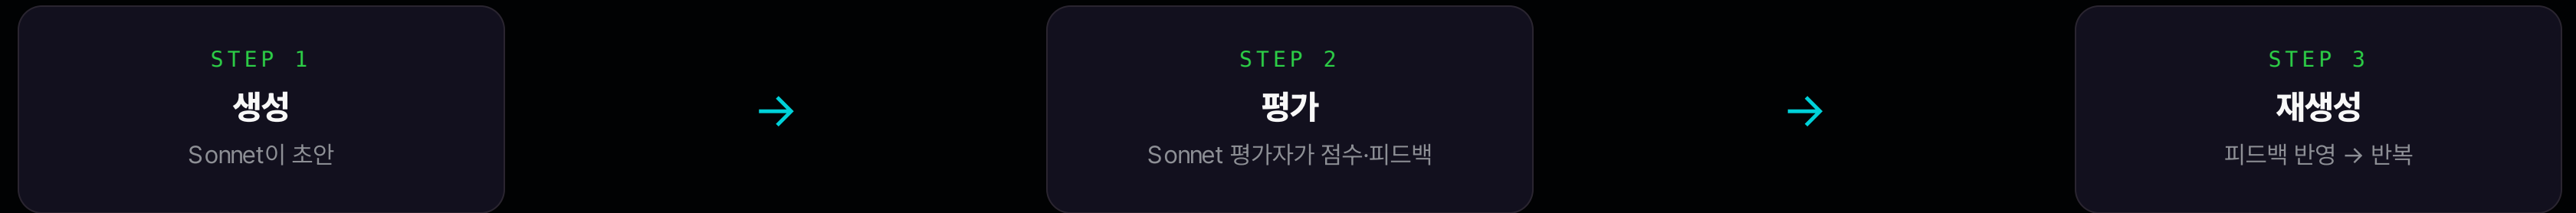 STEP 1
생성
Sonnet이 초안
→
STEP 2
평가
Sonnet 평가자가 점수·피드백
→
STEP 3
재생성
피드백 반영 → 반복